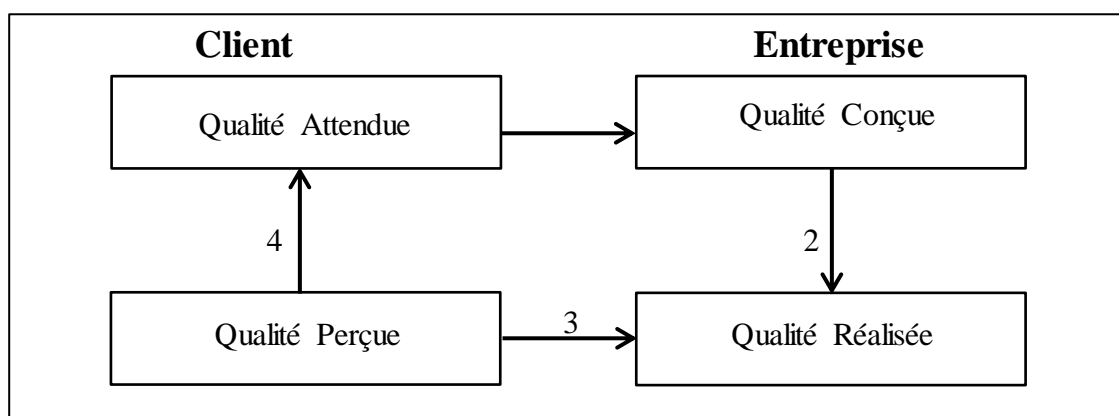 Client
Entreprise
Qualité Attendue
Qualité Conçue
4
2
Qualité Perçue
3
Qualité Réalisée